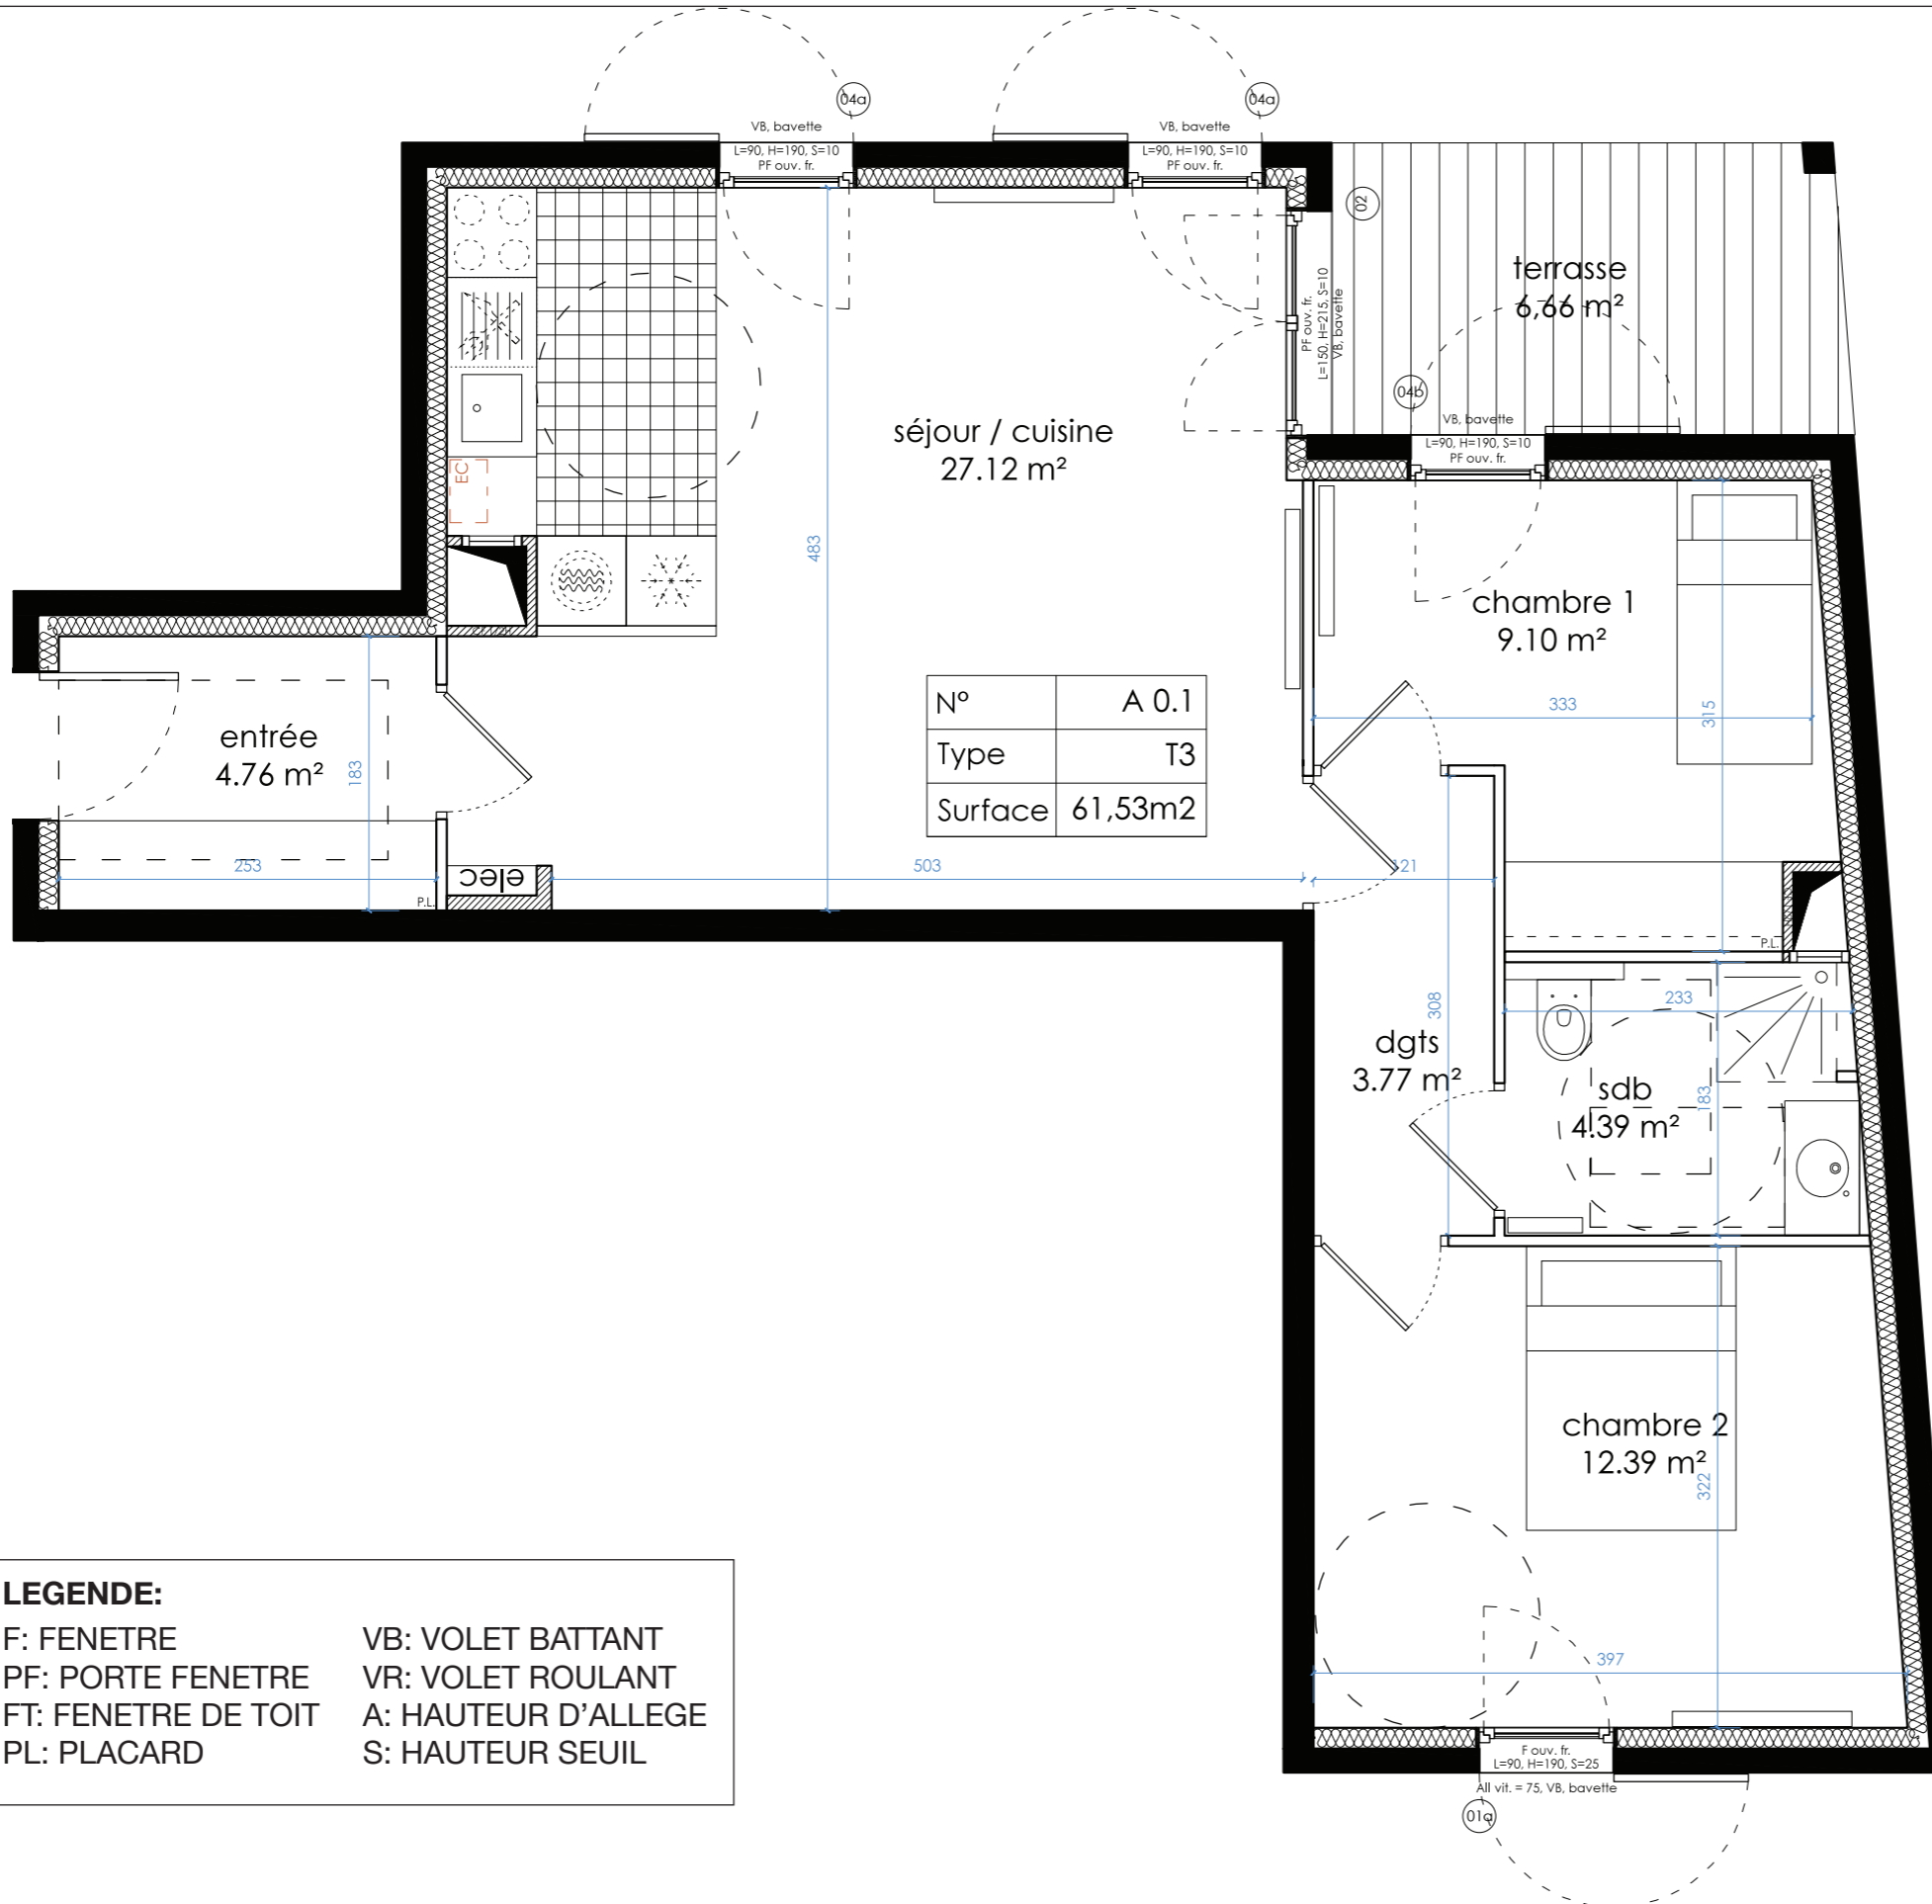 04a
04a
VB, bavette
VB, bavette
L=90, H=190, S=10
PF ouv. fr.
L=90, H=190, S=10
PF ouv. fr.
02
terrasse
6,66 m²
PF ouv. fr.
L=150, H=215, S=10
VB, bavette
04b
VB, bavette
L=90, H=190, S=10
PF ouv. fr.
séjour / cuisine
27.12 m²
EC
483
chambre 1
9.10 m²
333
315
N° A 0.1
Type T3
Surface 61,53m2
entrée
4.76 m²
183
253
P.L.
elec
503
121
P.L.
308
233
dgts
3.77 m²
sdb
4.39 m²
183
chambre 2
12.39 m²
322
397
F ouv. fr.
L=90, H=190, S=25
All vit. = 75, VB, bavette
01a
LEGENDE:
F: FENETRE
PF: PORTE FENETRE
FT: FENETRE DE TOIT
PL: PLACARD
VB: VOLET BATTANT
VR: VOLET ROULANT
A: HAUTEUR D’ALLEGE
S: HAUTEUR SEUIL